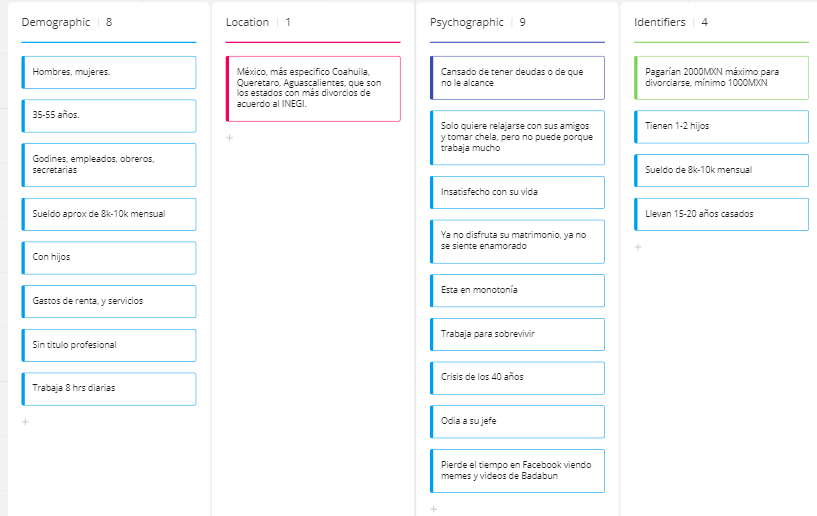 Demographic | 8
Hombres, mujeres.
35-55 años.
Godines, empleados, obreros,
secretarias
Sueldo aprox de 8k-10k mensual
Con hijos
Gastos de renta, y servicios
Sin titulo profesional
Trabaja 8 hrs diarias
+
Location | 1
México, más especifico Coahuila,
Queretaro, Aguascalientes, que son
los estados con más divorcios de
acuerdo al INEGI.
+
Psychographic | 9
Cansado de tener deudas o de que
no le alcance
Solo quiere relajarse con sus amigos
y tomar chela, pero no puede porque
trabaja mucho
Insatisfecho con su vida
Ya no disfruta su matrimonio, ya no
se siente enamorado
Esta en monotonía
Trabaja para sobrevivir
Crisis de los 40 años
Odia a su jefe
Pierde el tiempo en Facebook viendo
memes y videos de Badabun
+
Identifiers | 4
Pagarían 2000MXN máximo para
divorciarse, mínimo 1000MXN
Tienen 1-2 hijos
Sueldo de 8k-10k mensual
Llevan 15-20 años casados
+